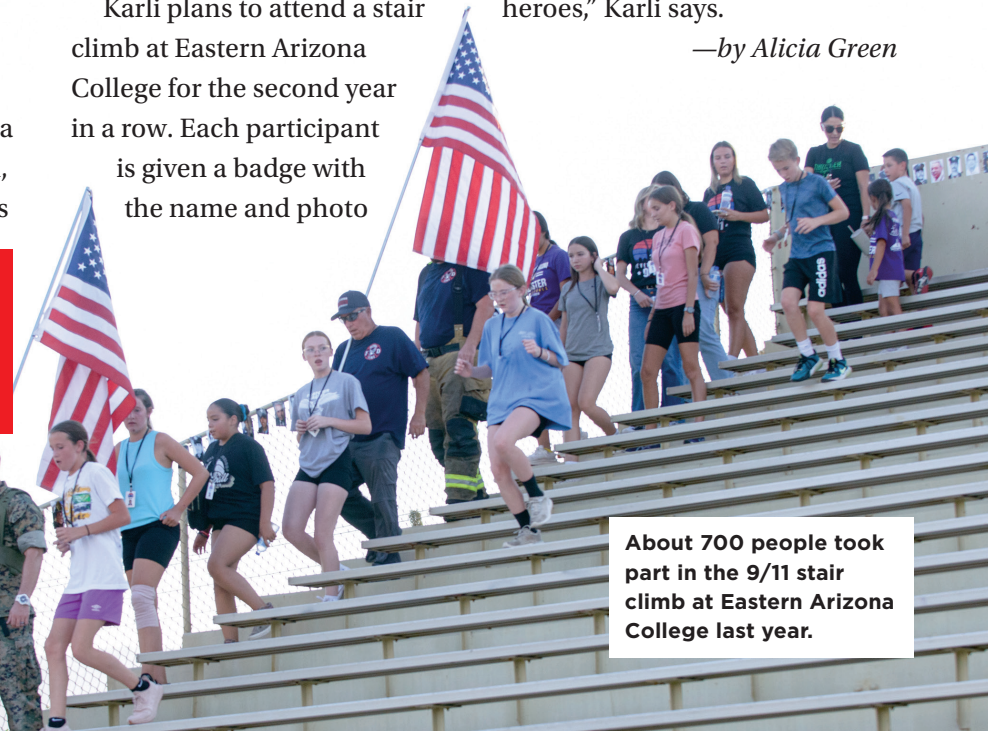 a
,
s
Karli plans to attend a stair
climb at Eastern Arizona
College for the second year
in a row. Each participant
is given a badge with
the name and photo
heroes,” Karli says.
—by Alicia Green
adidas
About 700 people took
part in the 9/11 stair
climb at Eastern Arizona
College last year.